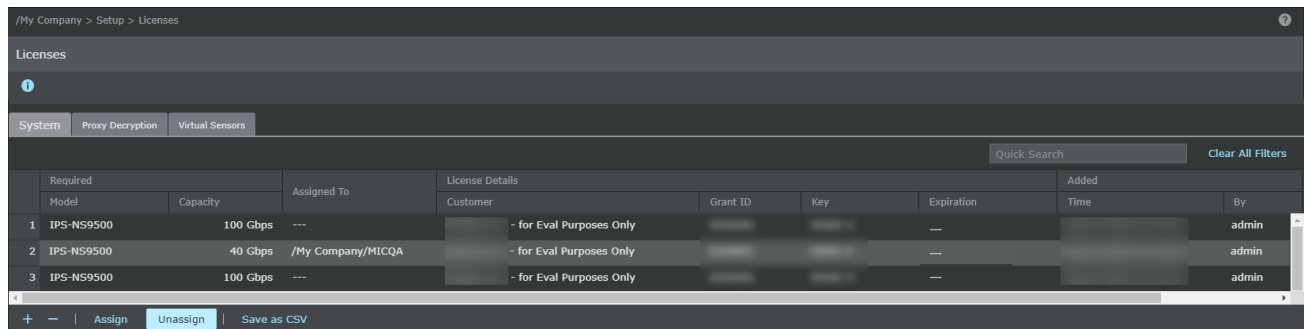 /My Company > Setup > Licenses
Licenses
System Proxy Decryption Virtual Sensors
Quick Search Clear All Filters
Required Assigned To License Details Added
Model Capacity Customer Grant ID Key Expiration Time By
1 IPS-NS9500 100 Gbps --- - for Eval Purposes Only --- admin
2 IPS-NS9500 40 Gbps /My Company/MICQA - for Eval Purposes Only --- admin
3 IPS-NS9500 100 Gbps --- - for Eval Purposes Only --- admin
+ − | Assign Unassign | Save as CSV